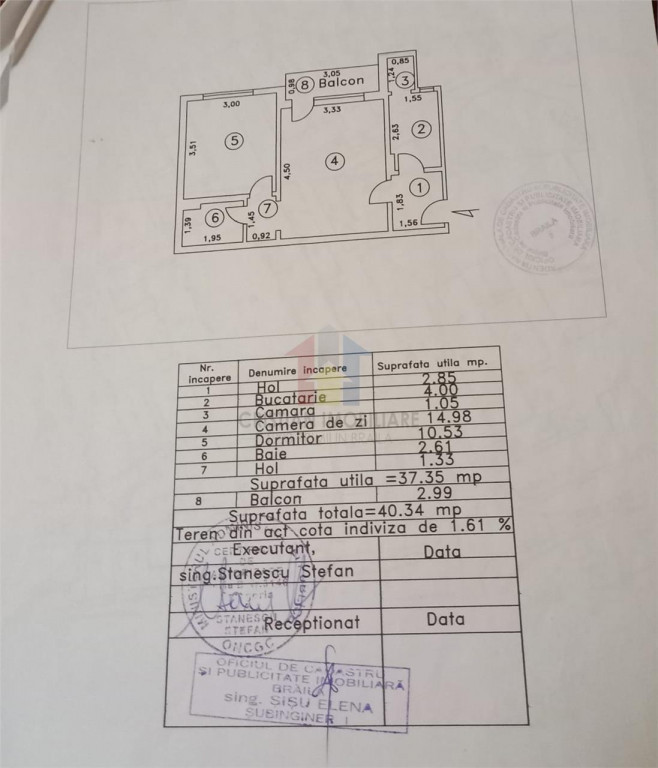 0,85
3,05
8 Balcon
0,98
1,24
3
3,00
3,33
1,55
3,51
5
2,63
2
4
4,50
1
1,83
1,39
6
7
1,45
1,95
0,92
1,56
Nr. incapere Denumire incapere Suprafata utila mp.
1 Hol 2.85
2 Bucatarie 4.00
3 Camara 1.05
4 Camera de zi 14.98
5 Dormitor 10.53
6 Baie 2.61
7 Hol 1.33
Suprafata utila =37.35 mp
8 Balcon 2.99
Suprafata totala=40.34 mp
Teren din act cota indiviza de 1.61 %
Executant, Data
sing.Stanescu Stefan
STANESCU
STEFAN
ONCGC
Receptionat Data
OFICIUL DE CADASTRU
SI PUBLICITATE IMOBILIARĂ
BRAILA
sing. SISU ELENA
SUBINGINER I